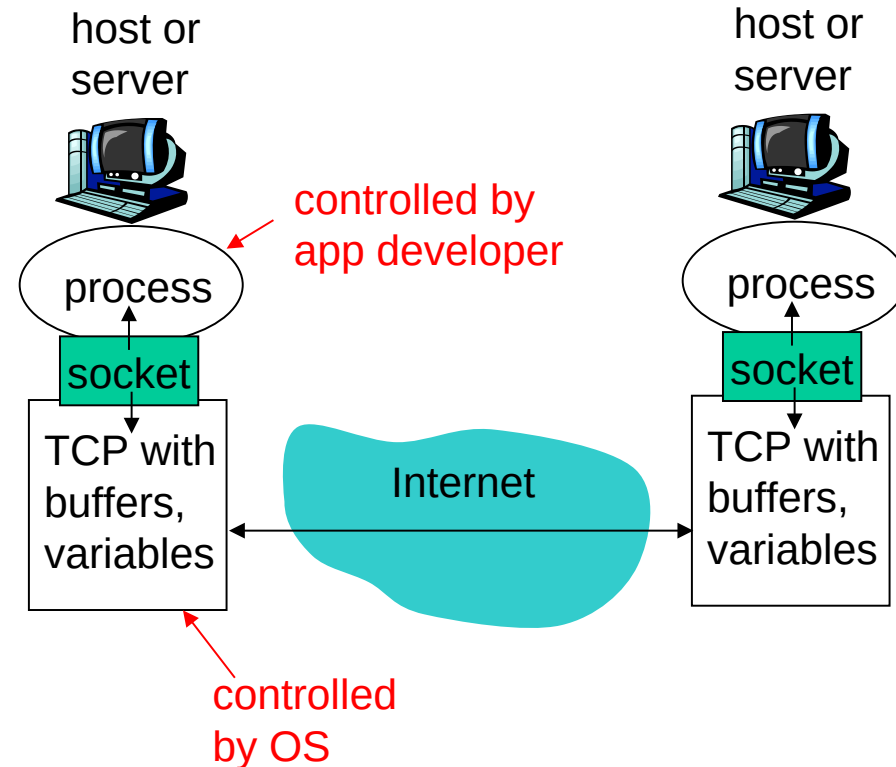 host or
server
host or
server
controlled by
app developer
process
process
socket
socket
TCP with
buffers,
variables
Internet
TCP with
buffers,
variables
controlled
by OS